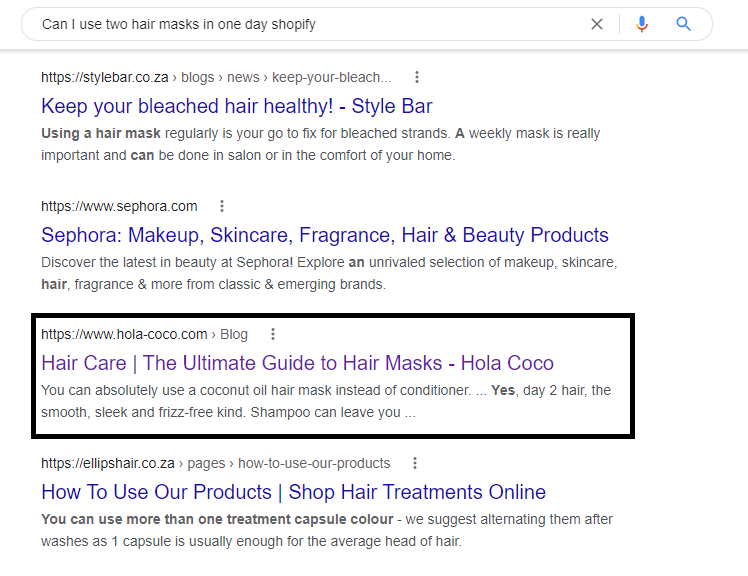 Can I use two hair masks in one day shopify
https://stylebar.co.za › blogs › news › keep-your-bleach...
Keep your bleached hair healthy! - Style Bar
Using a hair mask regularly is your go to fix for bleached strands. A weekly mask is really
important and can be done in salon or in the comfort of your home.
https://www.sephora.com
Sephora: Makeup, Skincare, Fragrance, Hair & Beauty Products
Discover the latest in beauty at Sephora! Explore an unrivaled selection of makeup, skincare,
hair, fragrance & more from classic & emerging brands.
https://www.hola-coco.com › Blog
Hair Care | The Ultimate Guide to Hair Masks - Hola Coco
You can absolutely use a coconut oil hair mask instead of conditioner. ... Yes, day 2 hair, the
smooth, sleek and frizz-free kind. Shampoo can leave you ...
https://ellipshair.co.za › pages › how-to-use-our-products
How To Use Our Products | Shop Hair Treatments Online
You can use more than one treatment capsule colour - we suggest alternating them after
washes as 1 capsule is usually enough for the average head of hair.